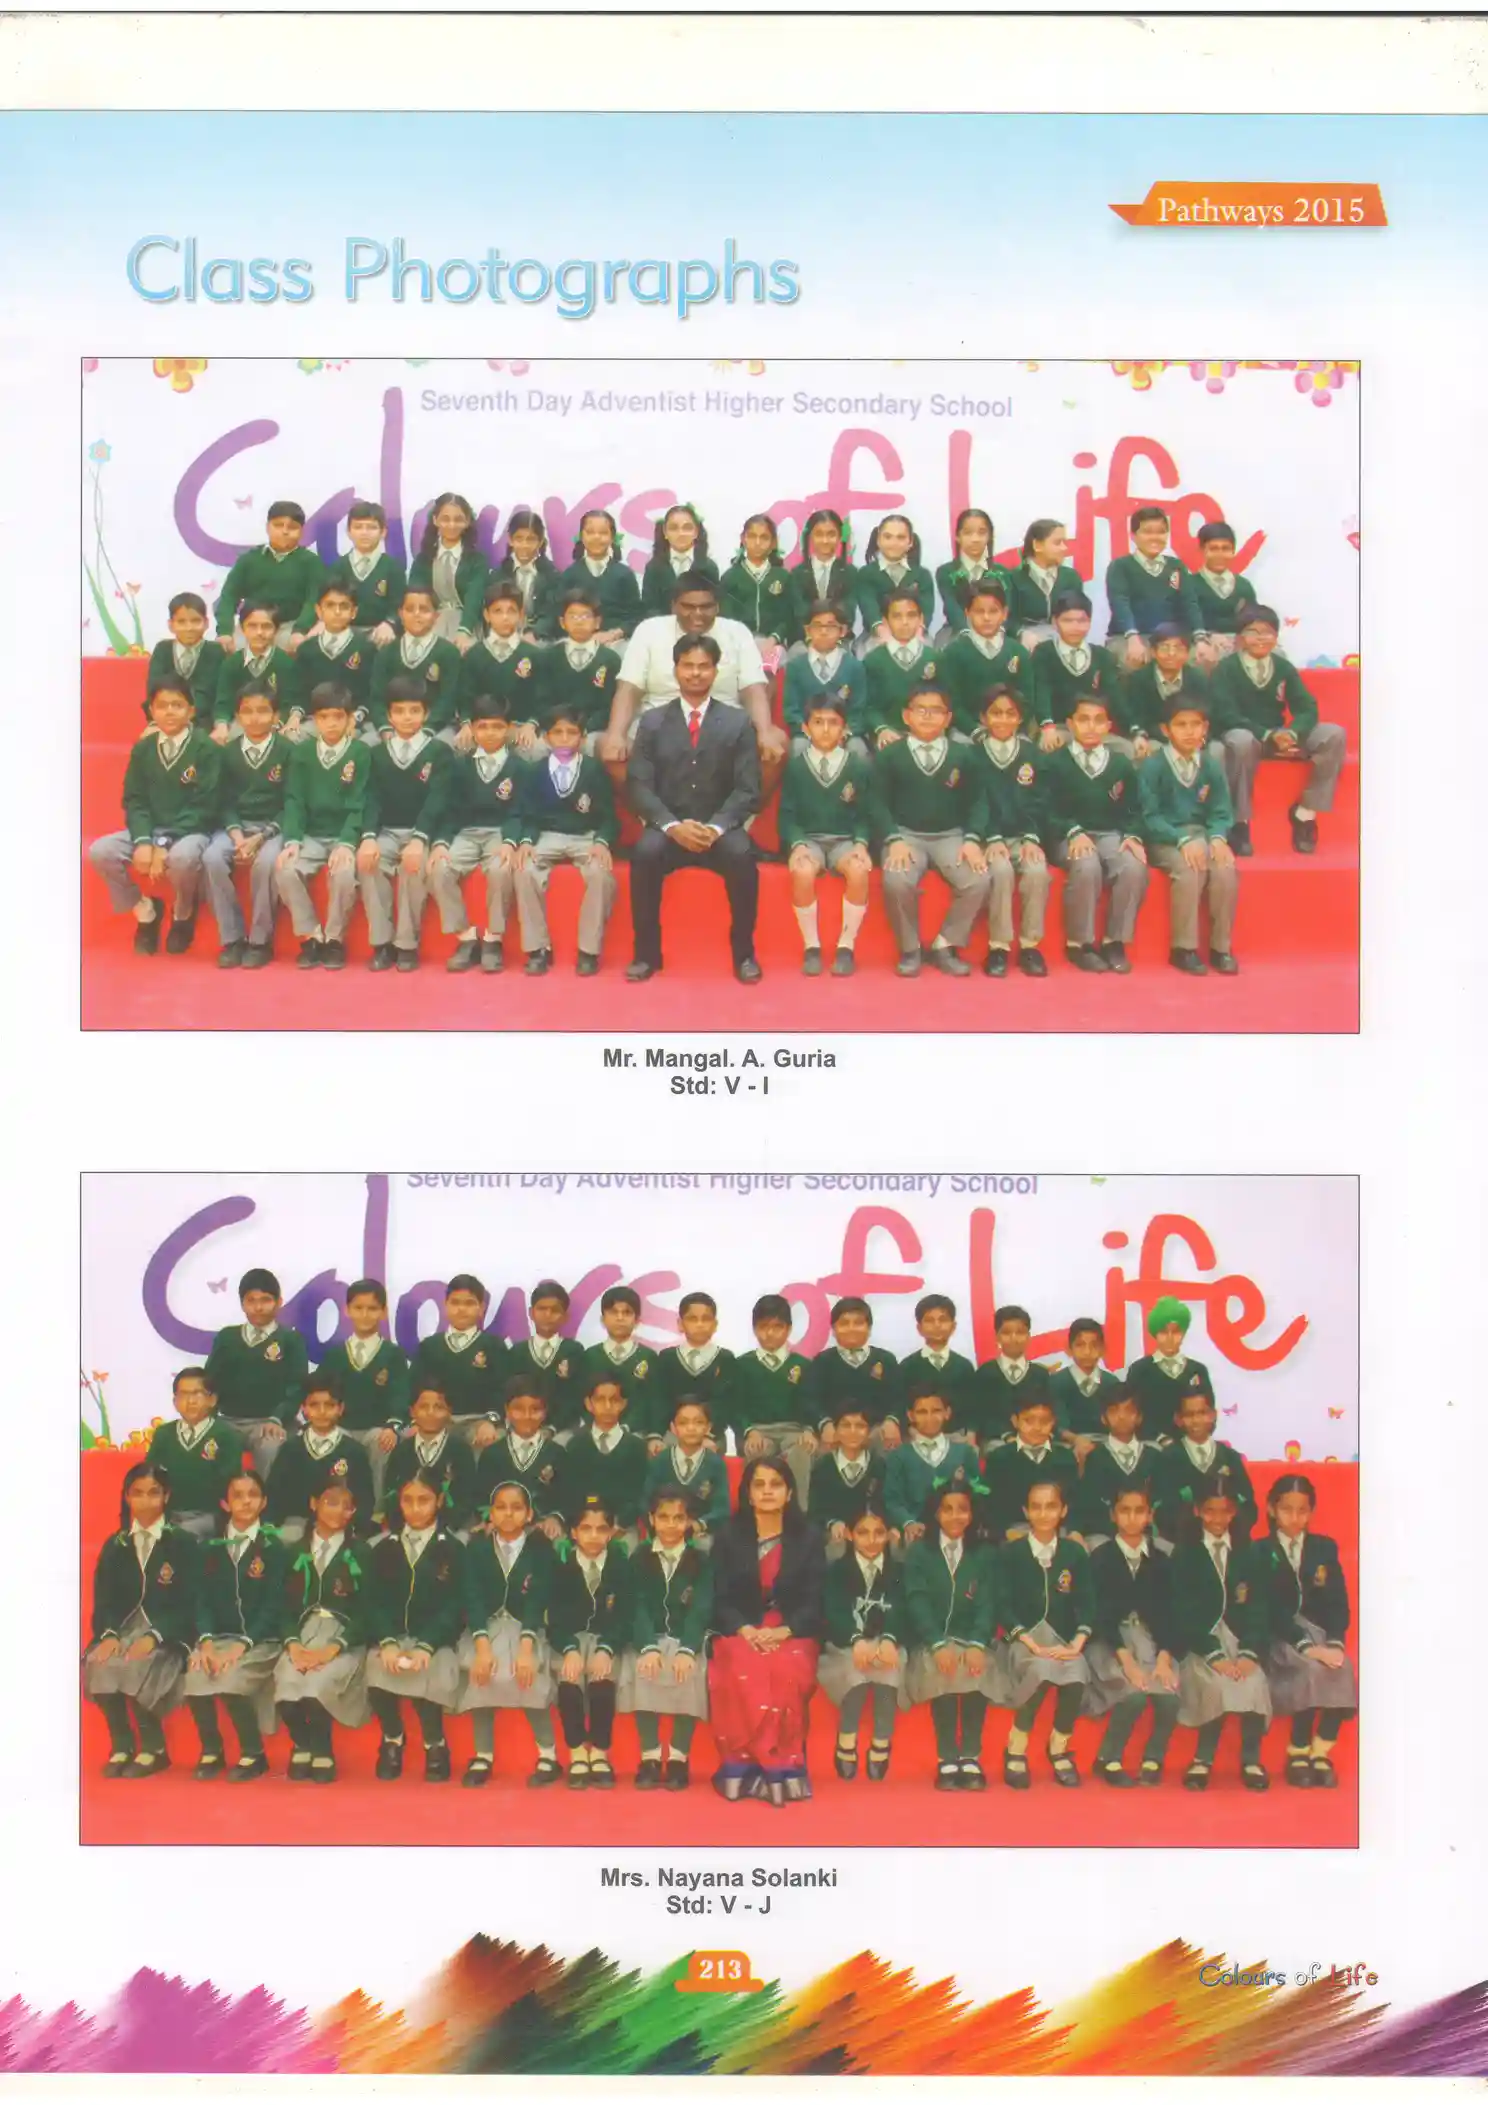 Pathways 2015
Class Photographs
Seventh Day Adventist Higher Secondary School
Colours of Life
Mr. Mangal. A. Guria
Std: V - I
Seventh Day Adventist Higher Secondary School
Colours of Life
Mrs. Nayana Solanki
Std: V - J
213
Colours of Life